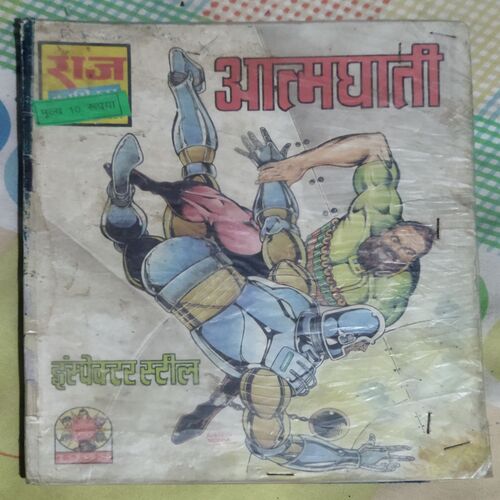 राज
कॉमिक्स
मूल्य 10 रूपया
आत्मघाती
इंस्पेक्टर स्टील